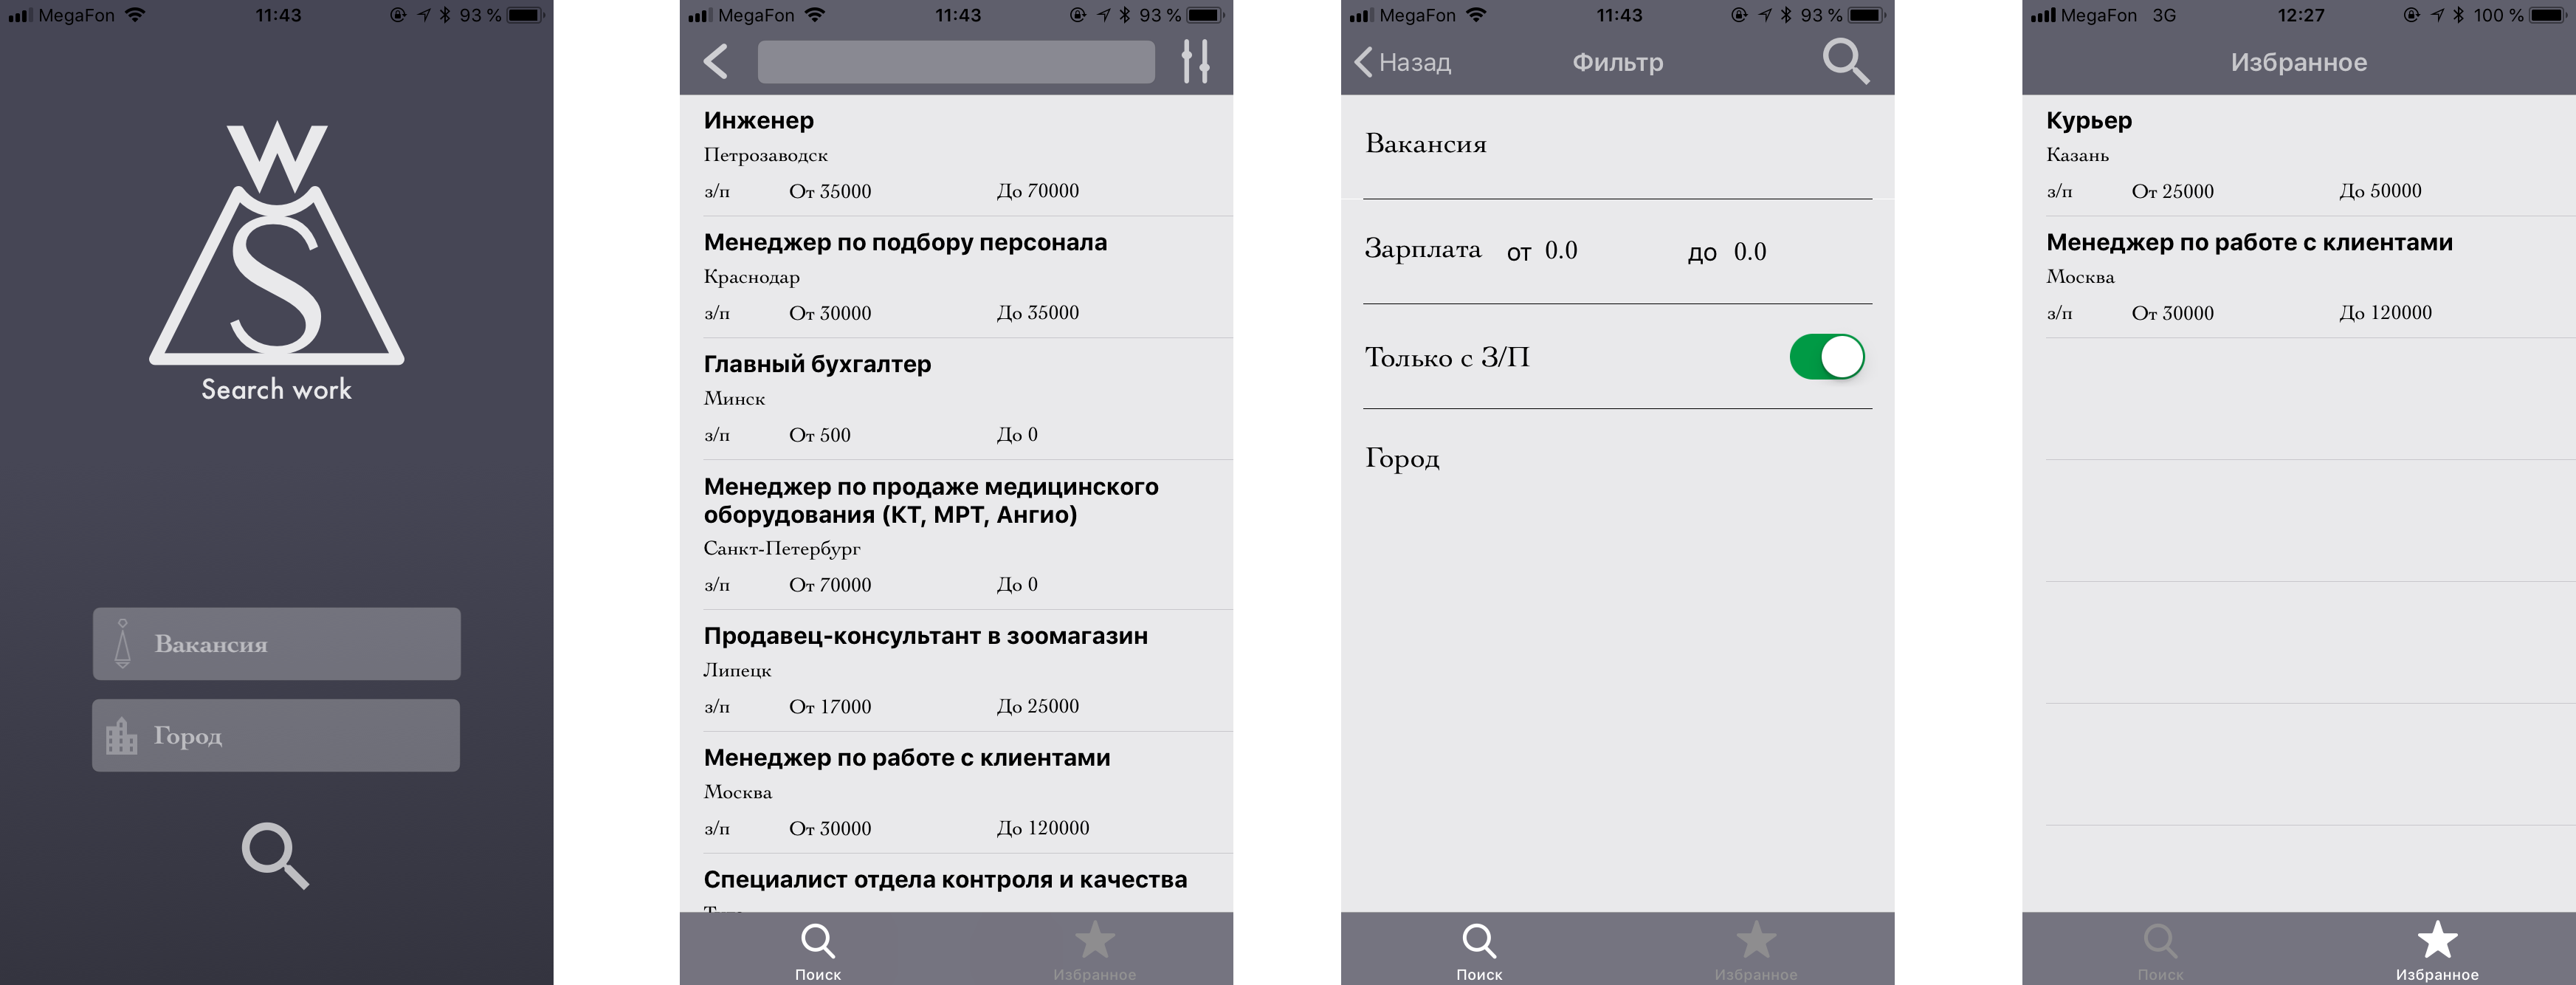 MegaFon 11:43 93 %
W
S
Search work
Вакансия
Город
MegaFon 11:43 93 %
Инженер
Петрозаводск
з/п От 35000 До 70000
Менеджер по подбору персонала
Краснодар
з/п От 30000 До 35000
Главный бухгалтер
Минск
з/п От 500 До 0
Менеджер по продаже медицинского
оборудования (КТ, МРТ, Ангио)
Санкт-Петербург
з/п От 70000 До 0
Продавец-консультант в зоомагазин
Липецк
з/п От 17000 До 25000
Менеджер по работе с клиентами
Москва
з/п От 30000 До 120000
Специалист отдела контроля и качества
Поиск Избранное
MegaFon 11:43 93 %
Назад Фильтр
Вакансия
Зарплата от 0.0 до 0.0
Только с З/П
Город
Поиск Избранное
MegaFon 3G 12:27 100 %
Избранное
Курьер
Казань
з/п От 25000 До 50000
Менеджер по работе с клиентами
Москва
з/п От 30000 До 120000
Поиск Избранное